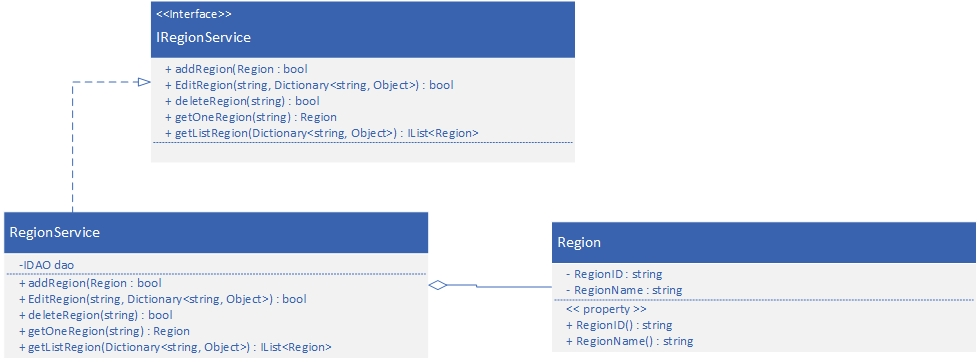 <<Interface>>
IRegionService
+ addRegion(Region : bool
+ EditRegion(string, Dictionary<string, Object>) : bool
+ deleteRegion(string) : bool
+ getOneRegion(string) : Region
+ getListRegion(Dictionary<string, Object>) : IList<Region>
RegionService
-IDAO dao
+ addRegion(Region : bool
+ EditRegion(string, Dictionary<string, Object>) : bool
+ deleteRegion(string) : bool
+ getOneRegion(string) : Region
+ getListRegion(Dictionary<string, Object>) : IList<Region>
Region
- RegionID : string
- RegionName : string
<< property >>
+ RegionID() : string
+ RegionName() : string